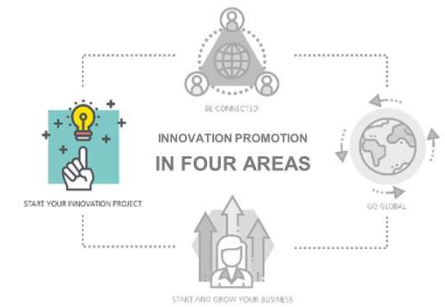 BE CONNECTED
INNOVATION PROMOTION
IN FOUR AREAS
START YOUR INNOVATION PROJECT
GO GLOBAL
START AND GROW YOUR BUSINESS